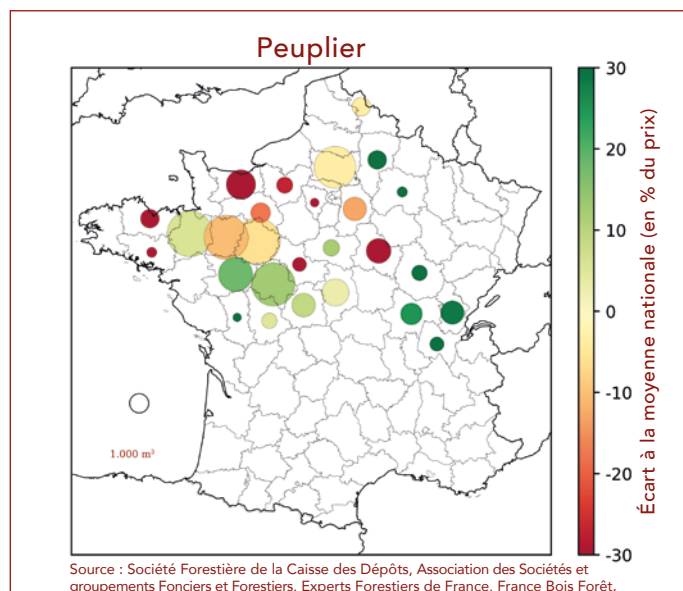 Peuplier
30
20
10
0
-10
-20
-30
Écart à la moyenne nationale (en % du prix)
1.000 m³
Source : Société Forestière de la Caisse des Dépôts, Association des Sociétés et
groupements Fonciers et Forestiers, Experts Forestiers de France, France Bois Forêt.